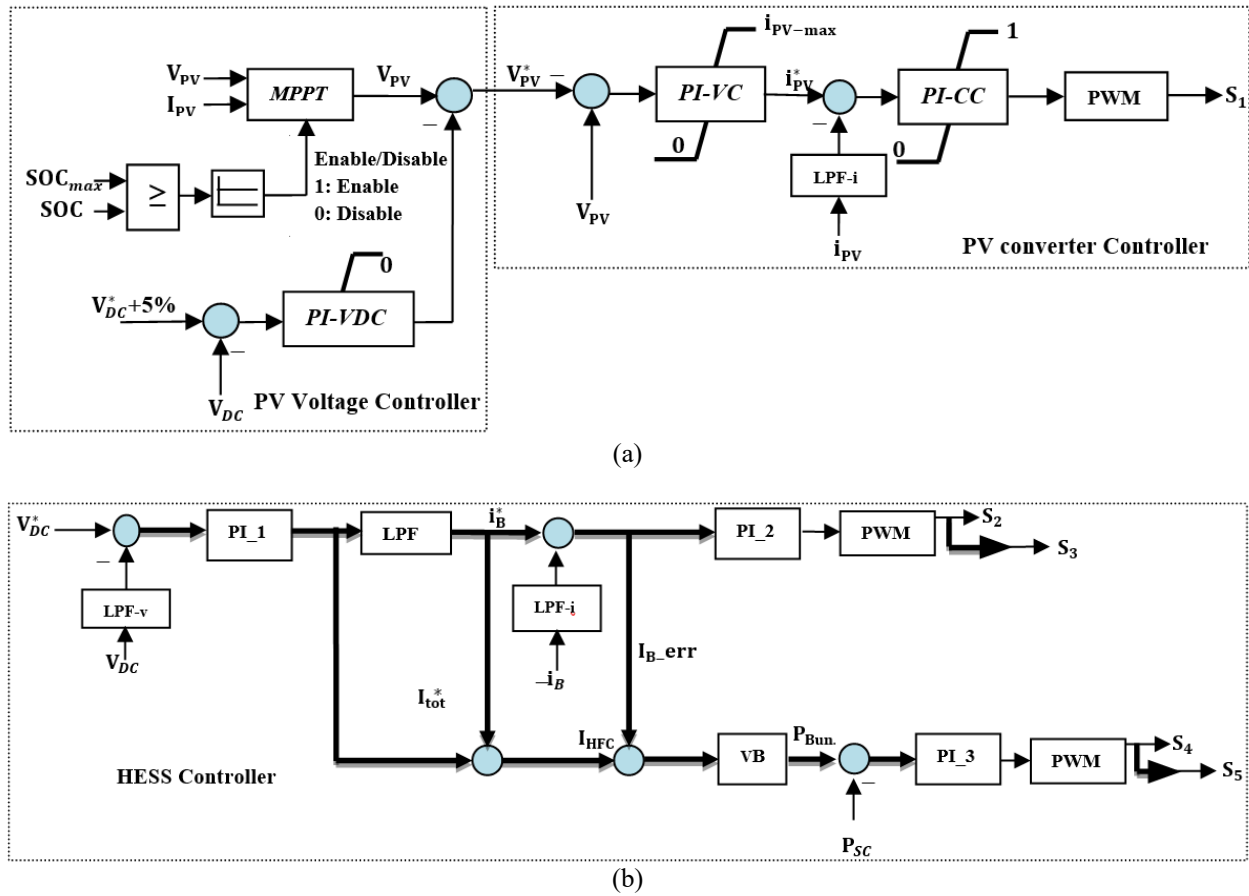 V_PV
I_PV
MPPT
V_PV
−
SOC_max
SOC
≥
Enable/Disable
1: Enable
0: Disable
V*_DC+5%
−
V_DC
PI-VDC
0
PV Voltage Controller
V*_PV −
V_PV
PI-VC
i_PV−max
0
i*_PV
−
LPF-i
i_PV
PI-CC
1
0
PWM
S_1
PV converter Controller
(a)
V*_DC
−
LPF-v
V_DC
PI_1
LPF
i*_B
LPF-i
−i_B
PI_2
PWM
S_2
S_3
I_tot*
I_B_err
I_HFC
VB
P_Bun.
−
P_SC
PI_3
PWM
S_4
S_5
HESS Controller
(b)